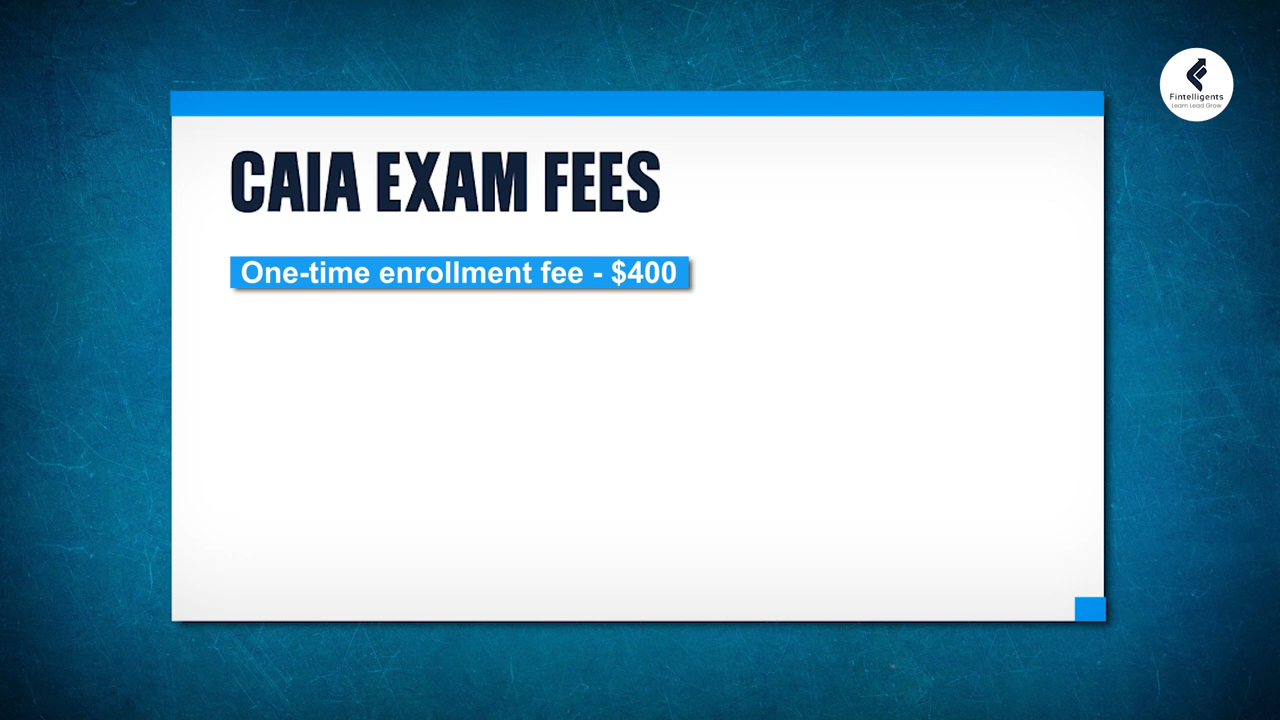 Fintelligents
Learn Lead Grow
CAIA EXAM FEES
One-time enrollment fee - $400